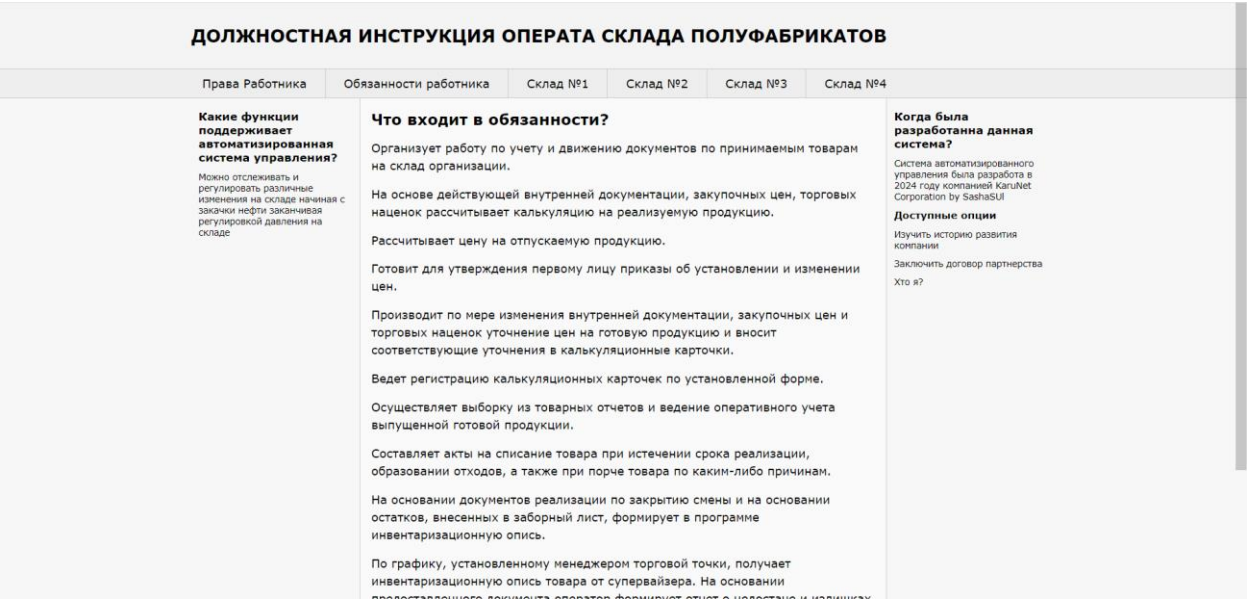 ДОЛЖНОСТНАЯ ИНСТРУКЦИЯ ОПЕРАТА СКЛАДА ПОЛУФАБРИКАТОВ
Права Работника
Обязанности работника
Склад №1
Склад №2
Склад №3
Склад №4
Какие функции
поддерживает
автоматизированная
система управления?
Можно отслеживать и
регулировать различные
изменения на складе начиная с
закачки нефти заканчивая
регулировкой давления на
складе
Что входит в обязанности?
Организует работу по учету и движению документов по принимаемым товарам
на склад организации.
На основе действующей внутренней документации, закупочных цен, торговых
наценок рассчитывает калькуляцию на реализуемую продукцию.
Рассчитывает цену на отпускаемую продукцию.
Готовит для утверждения первому лицу приказы об установлении и изменении
цен.
Производит по мере изменения внутренней документации, закупочных цен и
торговых наценок уточнение цен на готовую продукцию и вносит
соответствующие уточнения в калькуляционные карточки.
Ведет регистрацию калькуляционных карточек по установленной форме.
Осуществляет выборку из товарных отчетов и ведение оперативного учета
выпущенной готовой продукции.
Составляет акты на списание товара при истечении срока реализации,
образовании отходов, а также при порче товара по каким-либо причинам.
На основании документов реализации по закрытию смены и на основании
остатков, внесенных в заборный лист, формирует в программе
инвентаризационную опись.
По графику, установленному менеджером торговой точки, получает
инвентаризационную опись товара от супервайзера. На основании
предоставленного документа оператор формирует отчет о недостаче и излишках
Когда была
разработанна данная
система?
Система автоматизированного
управления была разработа в
2024 году компанией KaruNet
Corporation by SashaSUI
Доступные опции
Изучить историю развития
компании
Заключить договор партнерства
Хто я?